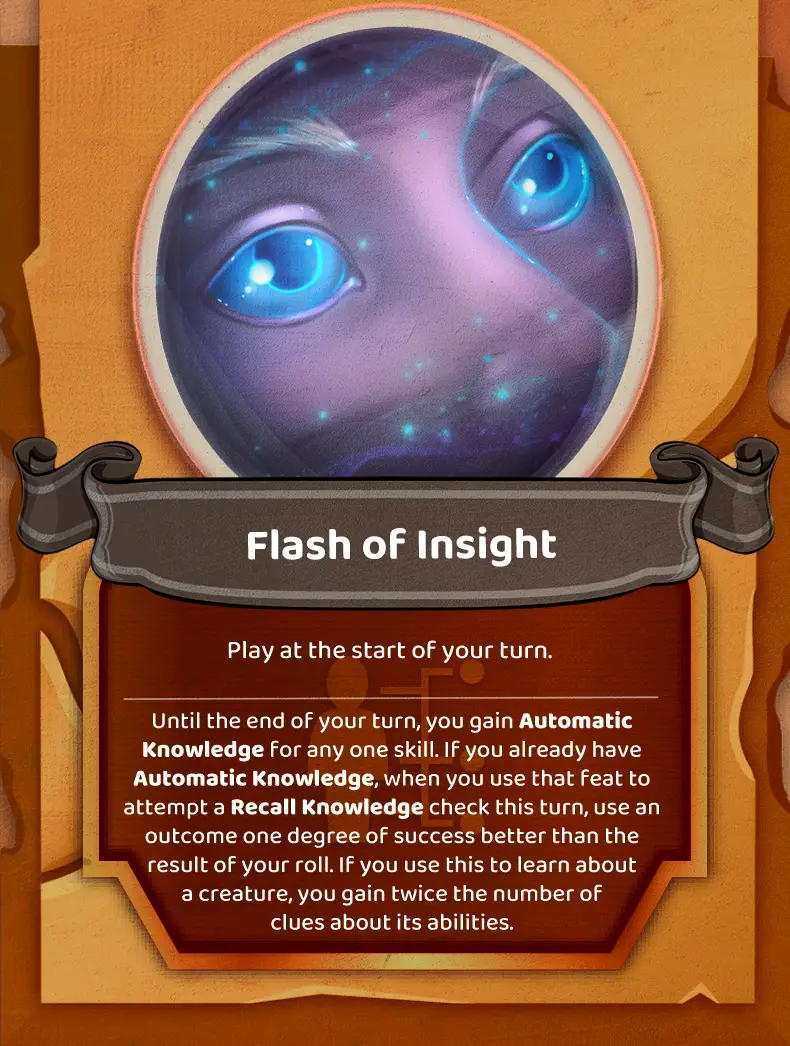 Flash of Insight
Play at the start of your turn.
Until the end of your turn, you gain Automatic
Knowledge for any one skill. If you already have
Automatic Knowledge, when you use that feat to
attempt a Recall Knowledge check this turn, use an
outcome one degree of success better than the
result of your roll. If you use this to learn about
a creature, you gain twice the number of
clues about its abilities.